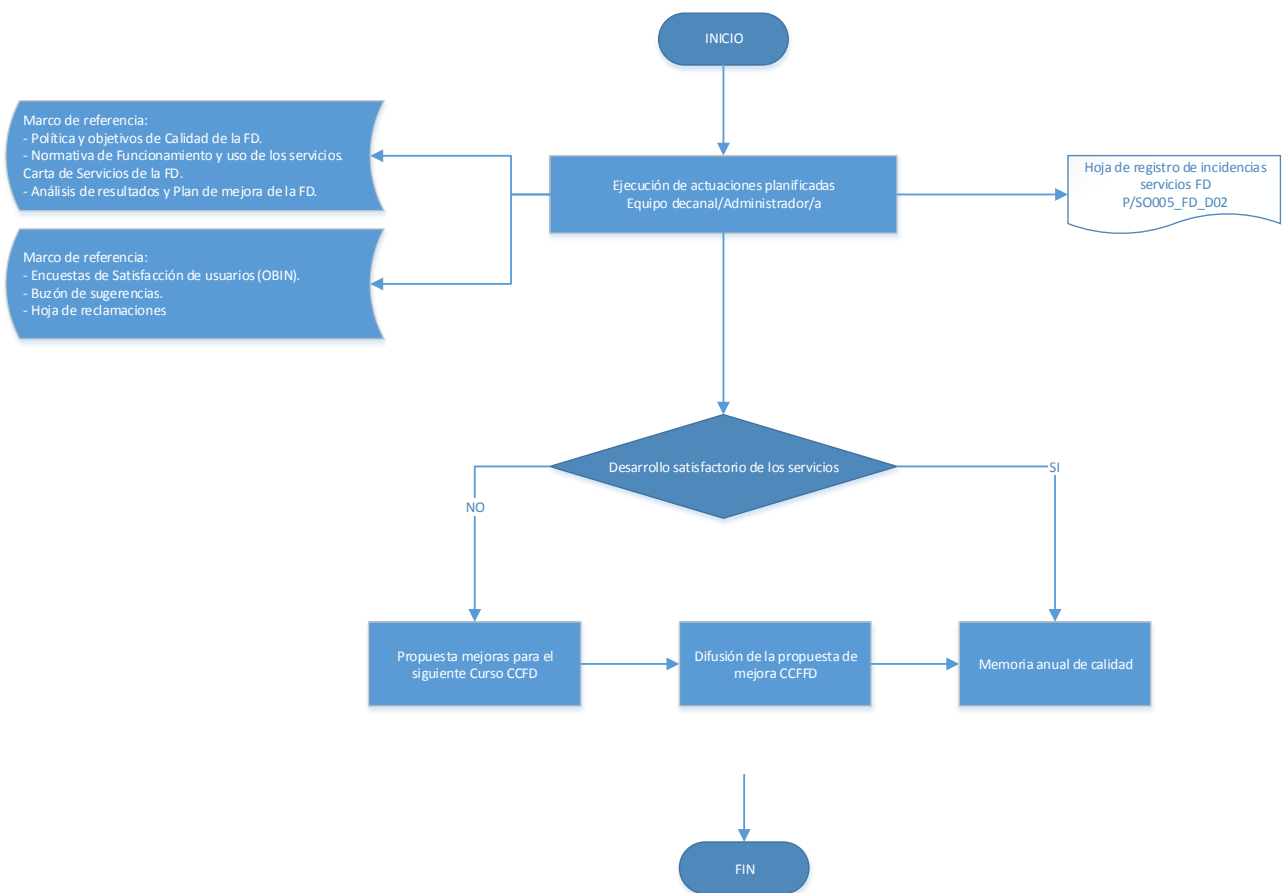 INICIO
Marco de referencia:
- Política y objetivos de Calidad de la FD.
- Normativa de Funcionamiento y uso de los servicios.
Carta de Servicios de la FD.
- Análisis de resultados y Plan de mejora de la FD.
Ejecución de actuaciones planificadas
Equipo decanal/Administrador/a
Hoja de registro de incidencias
servicios FD
P/SO005_FD_D02
Marco de referencia:
- Encuestas de Satisfacción de usuarios (OBIN).
- Buzón de sugerencias.
- Hoja de reclamaciones
Desarrollo satisfactorio de los servicios
NO
SI
Propuesta mejoras para el
siguiente Curso CCFD
Difusión de la propuesta de
mejora CCFFD
Memoria anual de calidad
FIN